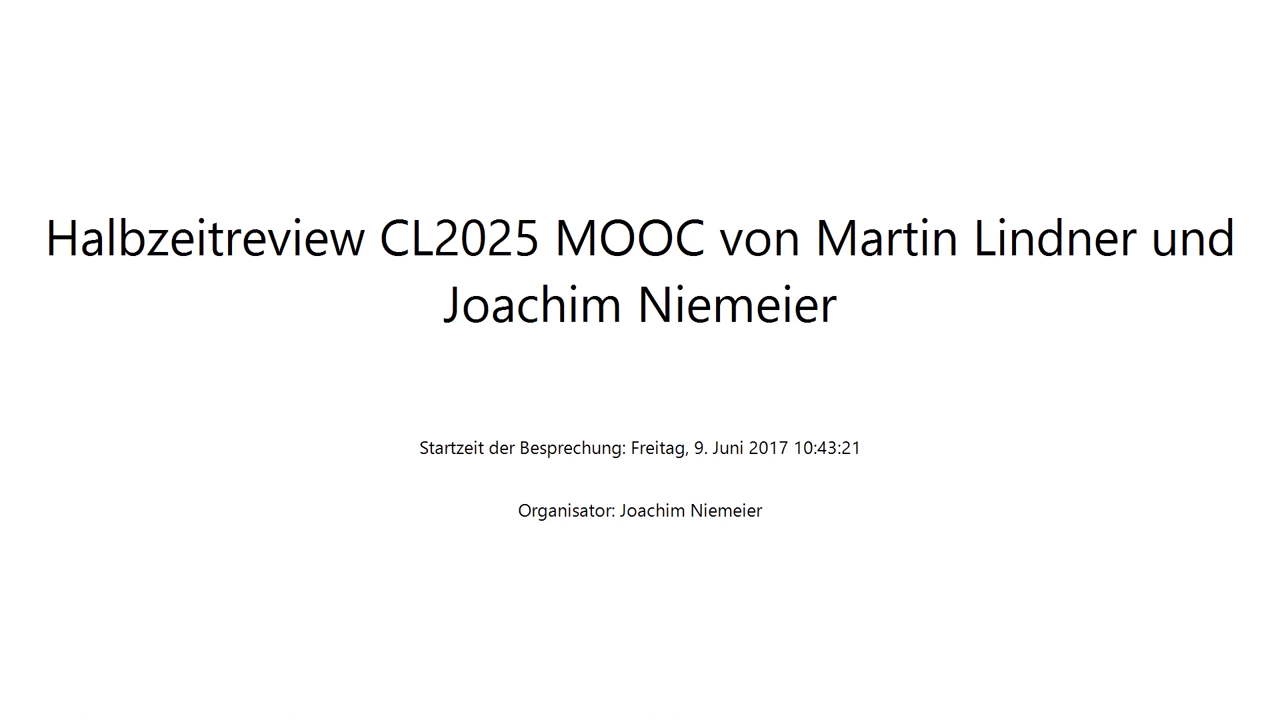 Halbzeitreview CL2025 MOOC von Martin Lindner und
Joachim Niemeier
Startzeit der Besprechung: Freitag, 9. Juni 2017 10:43:21
Organisator: Joachim Niemeier